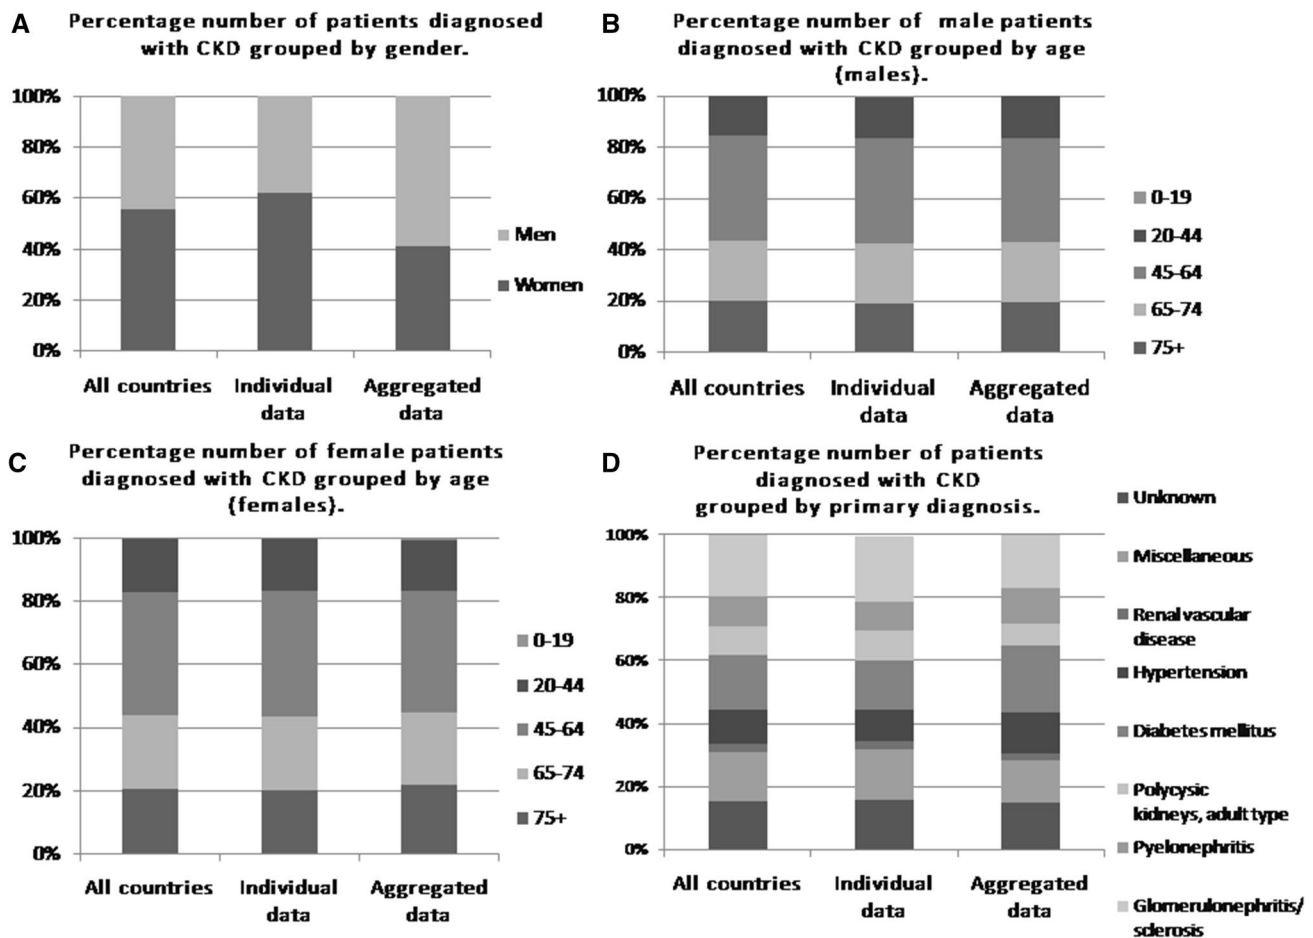 A
Percentage number of patients diagnosed
with CKD grouped by gender.
100%
80%
60%
40%
20%
0%
All countries
Individual
data
Aggregated
data
Men
Women
B
Percentage number of male patients
diagnosed with CKD grouped by age
(males).
100%
80%
60%
40%
20%
0%
All countries
Individual
data
Aggregated
data
0-19
20-44
45-64
65-74
75+
C
Percentage number of female patients
diagnosed with CKD grouped by age
(females).
100%
80%
60%
40%
20%
0%
All countries
Individual
data
Aggregated
data
0-19
20-44
45-64
65-74
75+
D
Percentage number of patients
diagnosed with CKD
grouped by primary diagnosis.
100%
80%
60%
40%
20%
0%
All countries
Individual
data
Aggregated
data
Unknown
Miscellaneous
Renal vascular
disease
Hypertension
Diabetes mellitus
Polycysic
kidneys, adult type
Pyelonephritis
Glomerulonephritis/
sclerosis